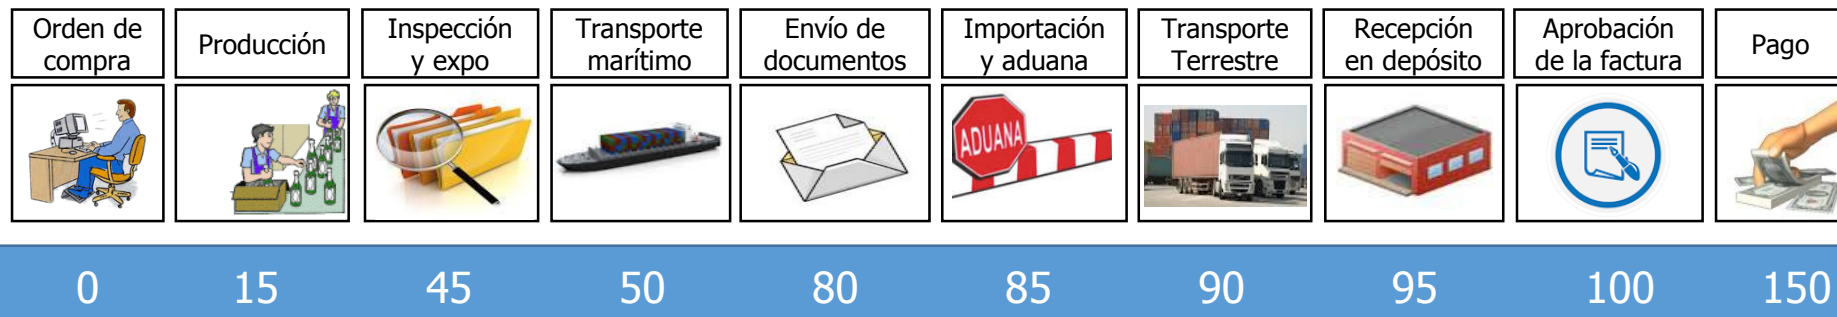 Orden de
compra
Producción
Inspección
y expo
Transporte
marítimo
Envío de
documentos
Importación
y aduana
Transporte
Terrestre
Recepción
en depósito
Aprobación
de la factura
Pago
ADUANA
0 15 45 50 80 85 90 95 100 150